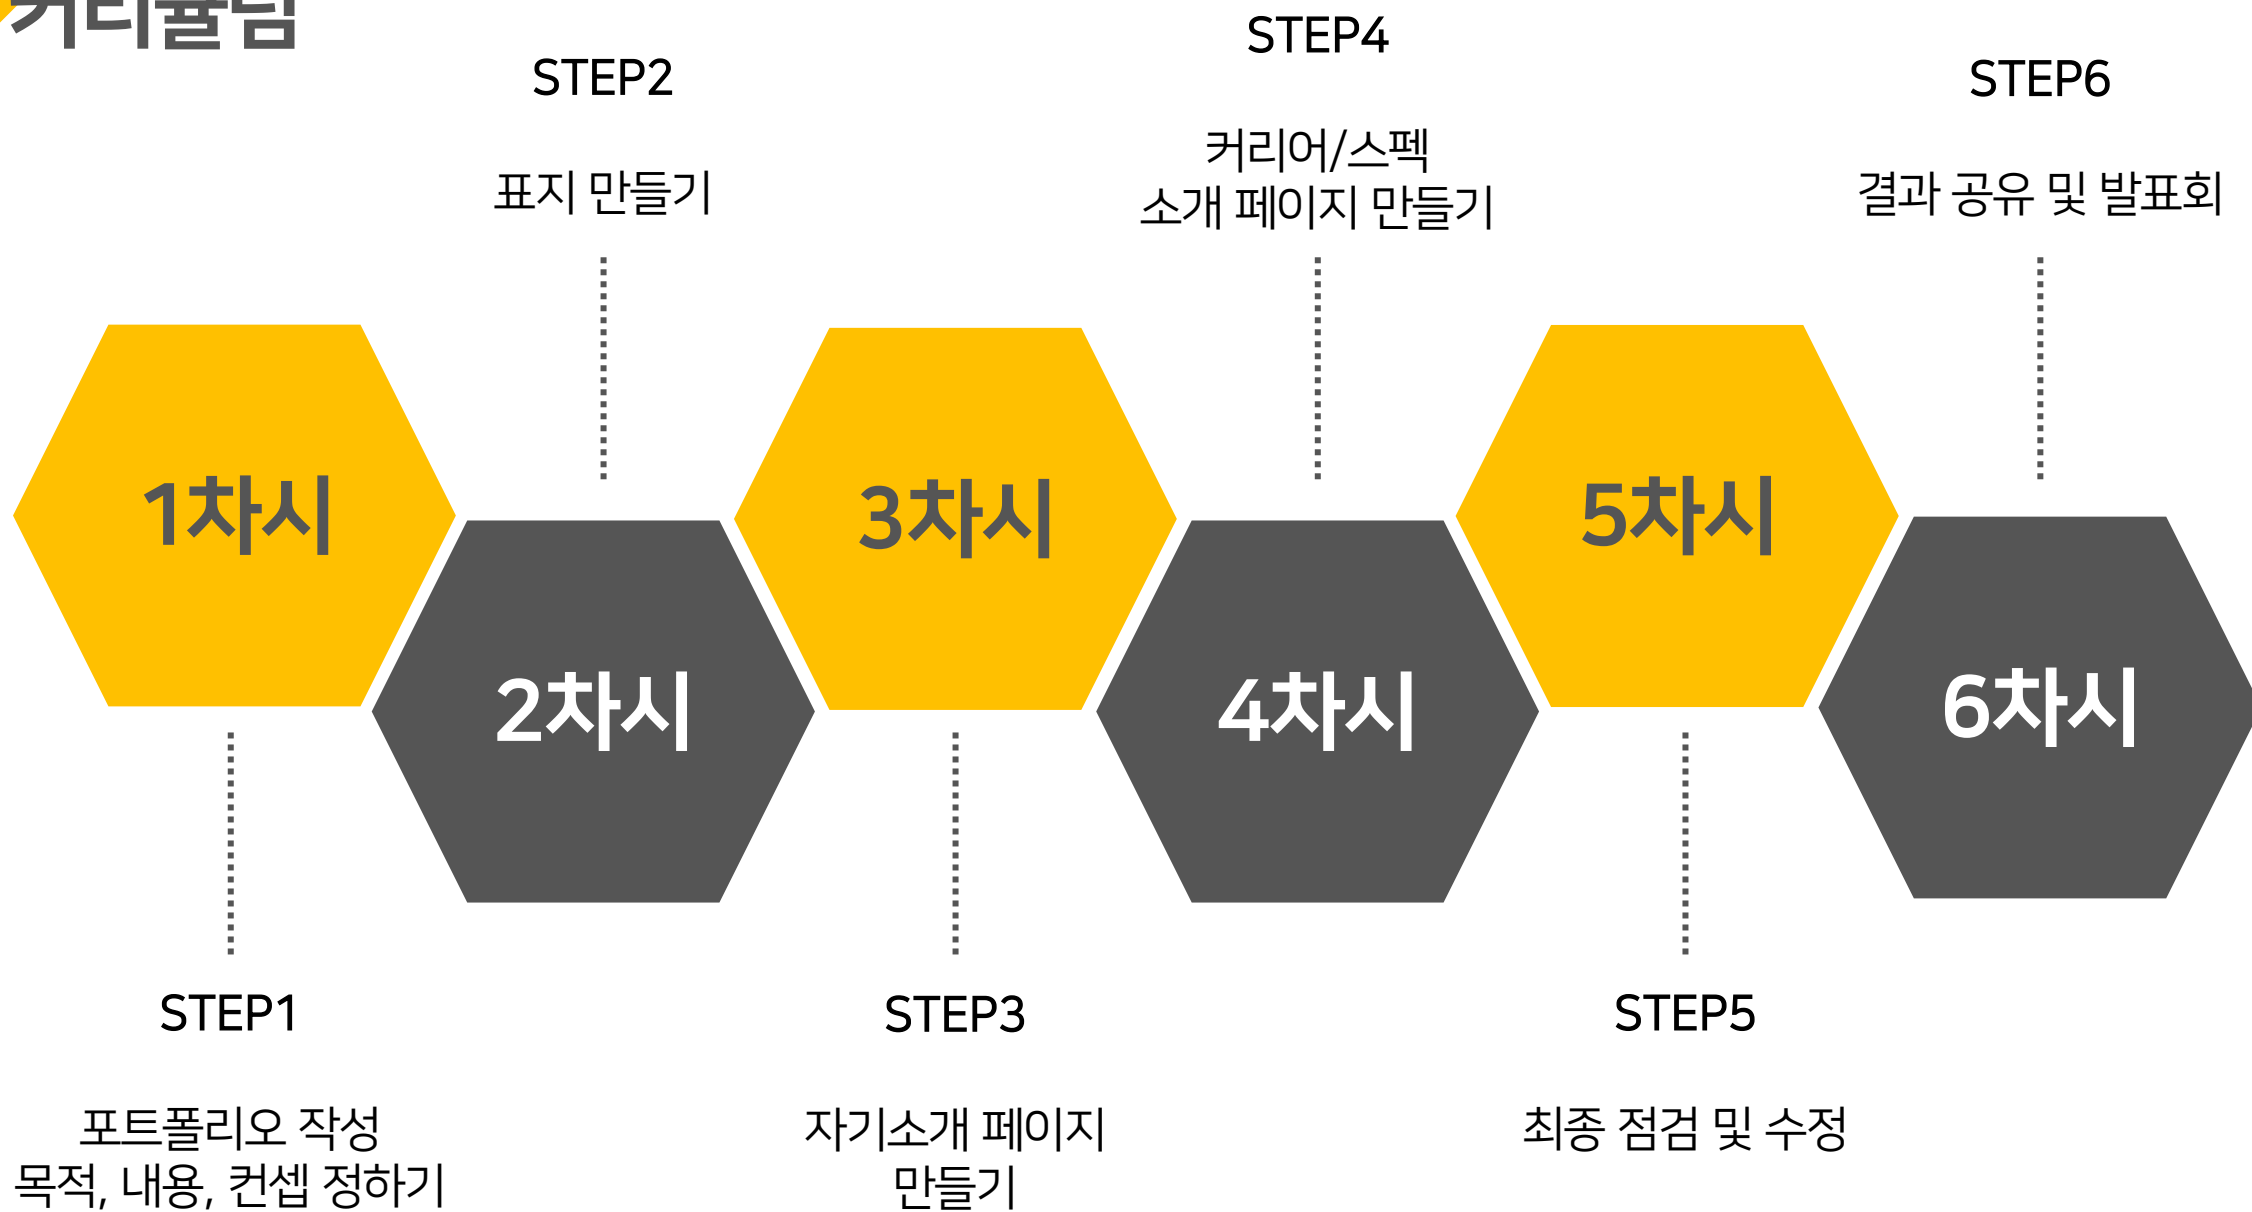 커리큘럼
STEP1
포트폴리오 작성
목적, 내용, 컨셉 정하기
1차시
STEP2
표지 만들기
2차시
3차시
STEP3
자기소개 페이지
만들기
STEP4
커리어/스펙
소개 페이지 만들기
4차시
5차시
STEP5
최종 점검 및 수정
STEP6
결과 공유 및 발표회
6차시